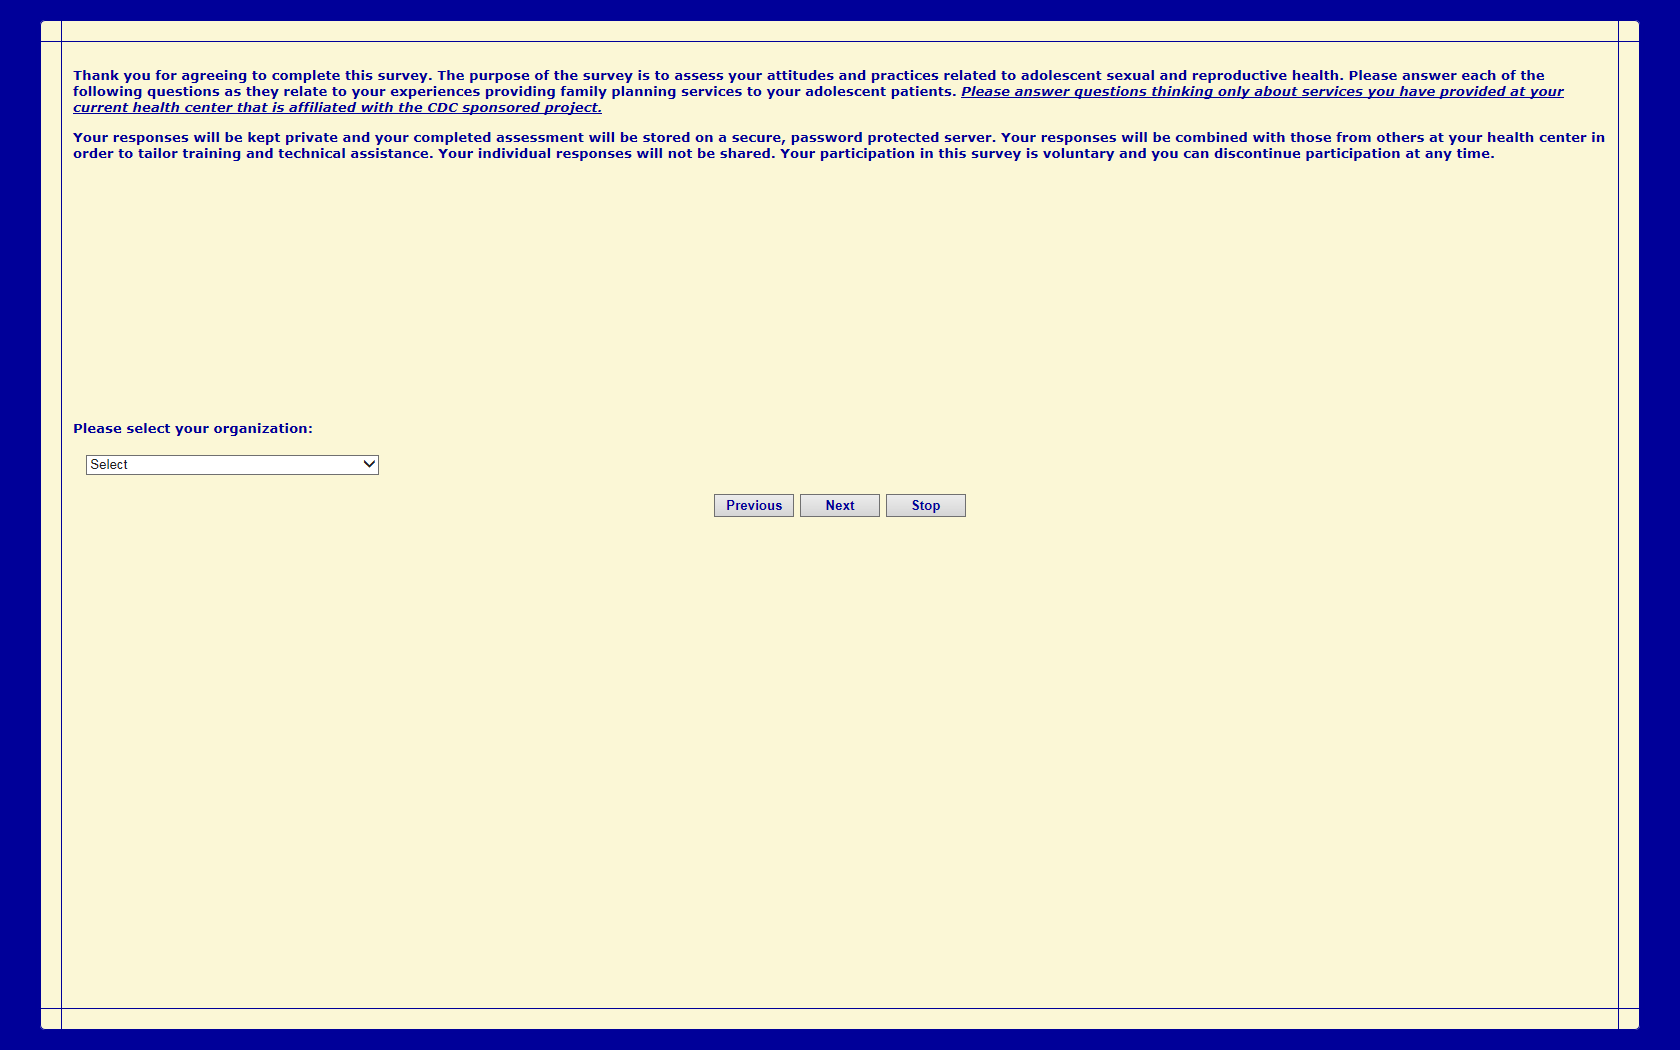 Thank you for agreeing to complete this survey. The purpose of the survey is to assess your attitudes and practices related to adolescent sexual and reproductive health. Please answer each of the
following questions as they relate to your experiences providing family planning services to your adolescent patients. Please answer questions thinking only about services you have provided at your
current health center that is affiliated with the CDC sponsored project.
Your responses will be kept private and your completed assessment will be stored on a secure, password protected server. Your responses will be combined with those from others at your health center in
order to tailor training and technical assistance. Your individual responses will not be shared. Your participation in this survey is voluntary and you can discontinue participation at any time.
Please select your organization:
Select
Previous Next Stop